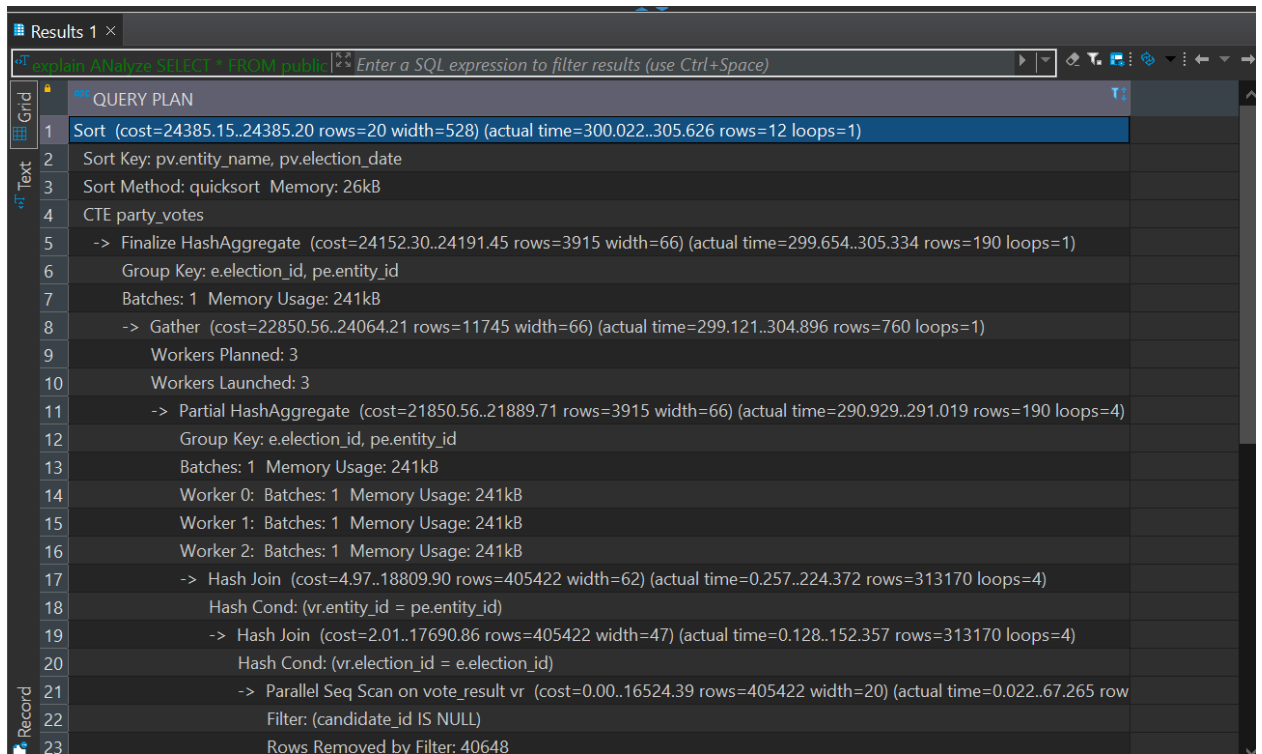 Results 1 ×
explain ANalyze SELECT * FROM public Enter a SQL expression to filter results (use Ctrl+Space)
Grid
Text
Record
QUERY PLAN
1 Sort (cost=24385.15..24385.20 rows=20 width=528) (actual time=300.022..305.626 rows=12 loops=1)
2 Sort Key: pv.entity_name, pv.election_date
3 Sort Method: quicksort Memory: 26kB
4 CTE party_votes
5 -> Finalize HashAggregate (cost=24152.30..24191.45 rows=3915 width=66) (actual time=299.654..305.334 rows=190 loops=1)
6 Group Key: e.election_id, pe.entity_id
7 Batches: 1 Memory Usage: 241kB
8 -> Gather (cost=22850.56..24064.21 rows=11745 width=66) (actual time=299.121..304.896 rows=760 loops=1)
9 Workers Planned: 3
10 Workers Launched: 3
11 -> Partial HashAggregate (cost=21850.56..21889.71 rows=3915 width=66) (actual time=290.929..291.019 rows=190 loops=4)
12 Group Key: e.election_id, pe.entity_id
13 Batches: 1 Memory Usage: 241kB
14 Worker 0: Batches: 1 Memory Usage: 241kB
15 Worker 1: Batches: 1 Memory Usage: 241kB
16 Worker 2: Batches: 1 Memory Usage: 241kB
17 -> Hash Join (cost=4.97..18809.90 rows=405422 width=62) (actual time=0.257..224.372 rows=313170 loops=4)
18 Hash Cond: (vr.entity_id = pe.entity_id)
19 -> Hash Join (cost=2.01..17690.86 rows=405422 width=47) (actual time=0.128..152.357 rows=313170 loops=4)
20 Hash Cond: (vr.election_id = e.election_id)
21 -> Parallel Seq Scan on vote_result vr (cost=0.00..16524.39 rows=405422 width=20) (actual time=0.022..67.265 row
22 Filter: (candidate_id IS NULL)
23 Rows Removed by Filter: 40648